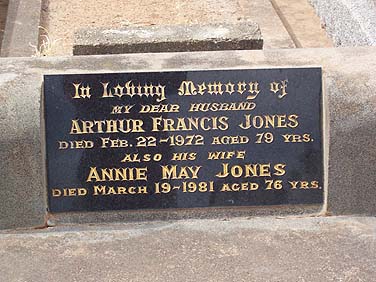 In Loving Memory of
MY DEAR HUSBAND
ARTHUR FRANCIS JONES
DIED FEB. 22~1972 AGED 79 YRS.
ALSO HIS WIFE
ANNIE MAY JONES
DIED MARCH 19~1981 AGED 76 YRS.